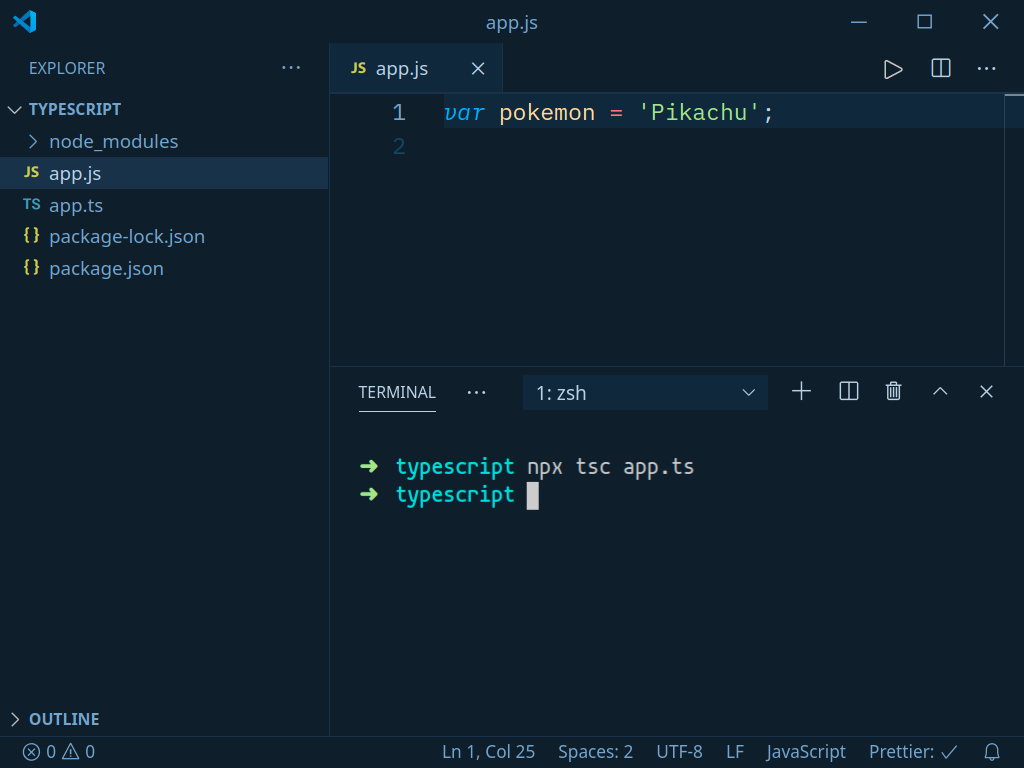 app.js
EXPLORER
JS app.js
TYPESCRIPT
node_modules
JS app.js
TS app.ts
{} package-lock.json
{} package.json
1 var pokemon = 'Pikachu';
2
TERMINAL
1: zsh
➜ typescript npx tsc app.ts
➜ typescript
OUTLINE
0 0 Ln 1, Col 25 Spaces: 2 UTF-8 LF JavaScript Prettier: ✓